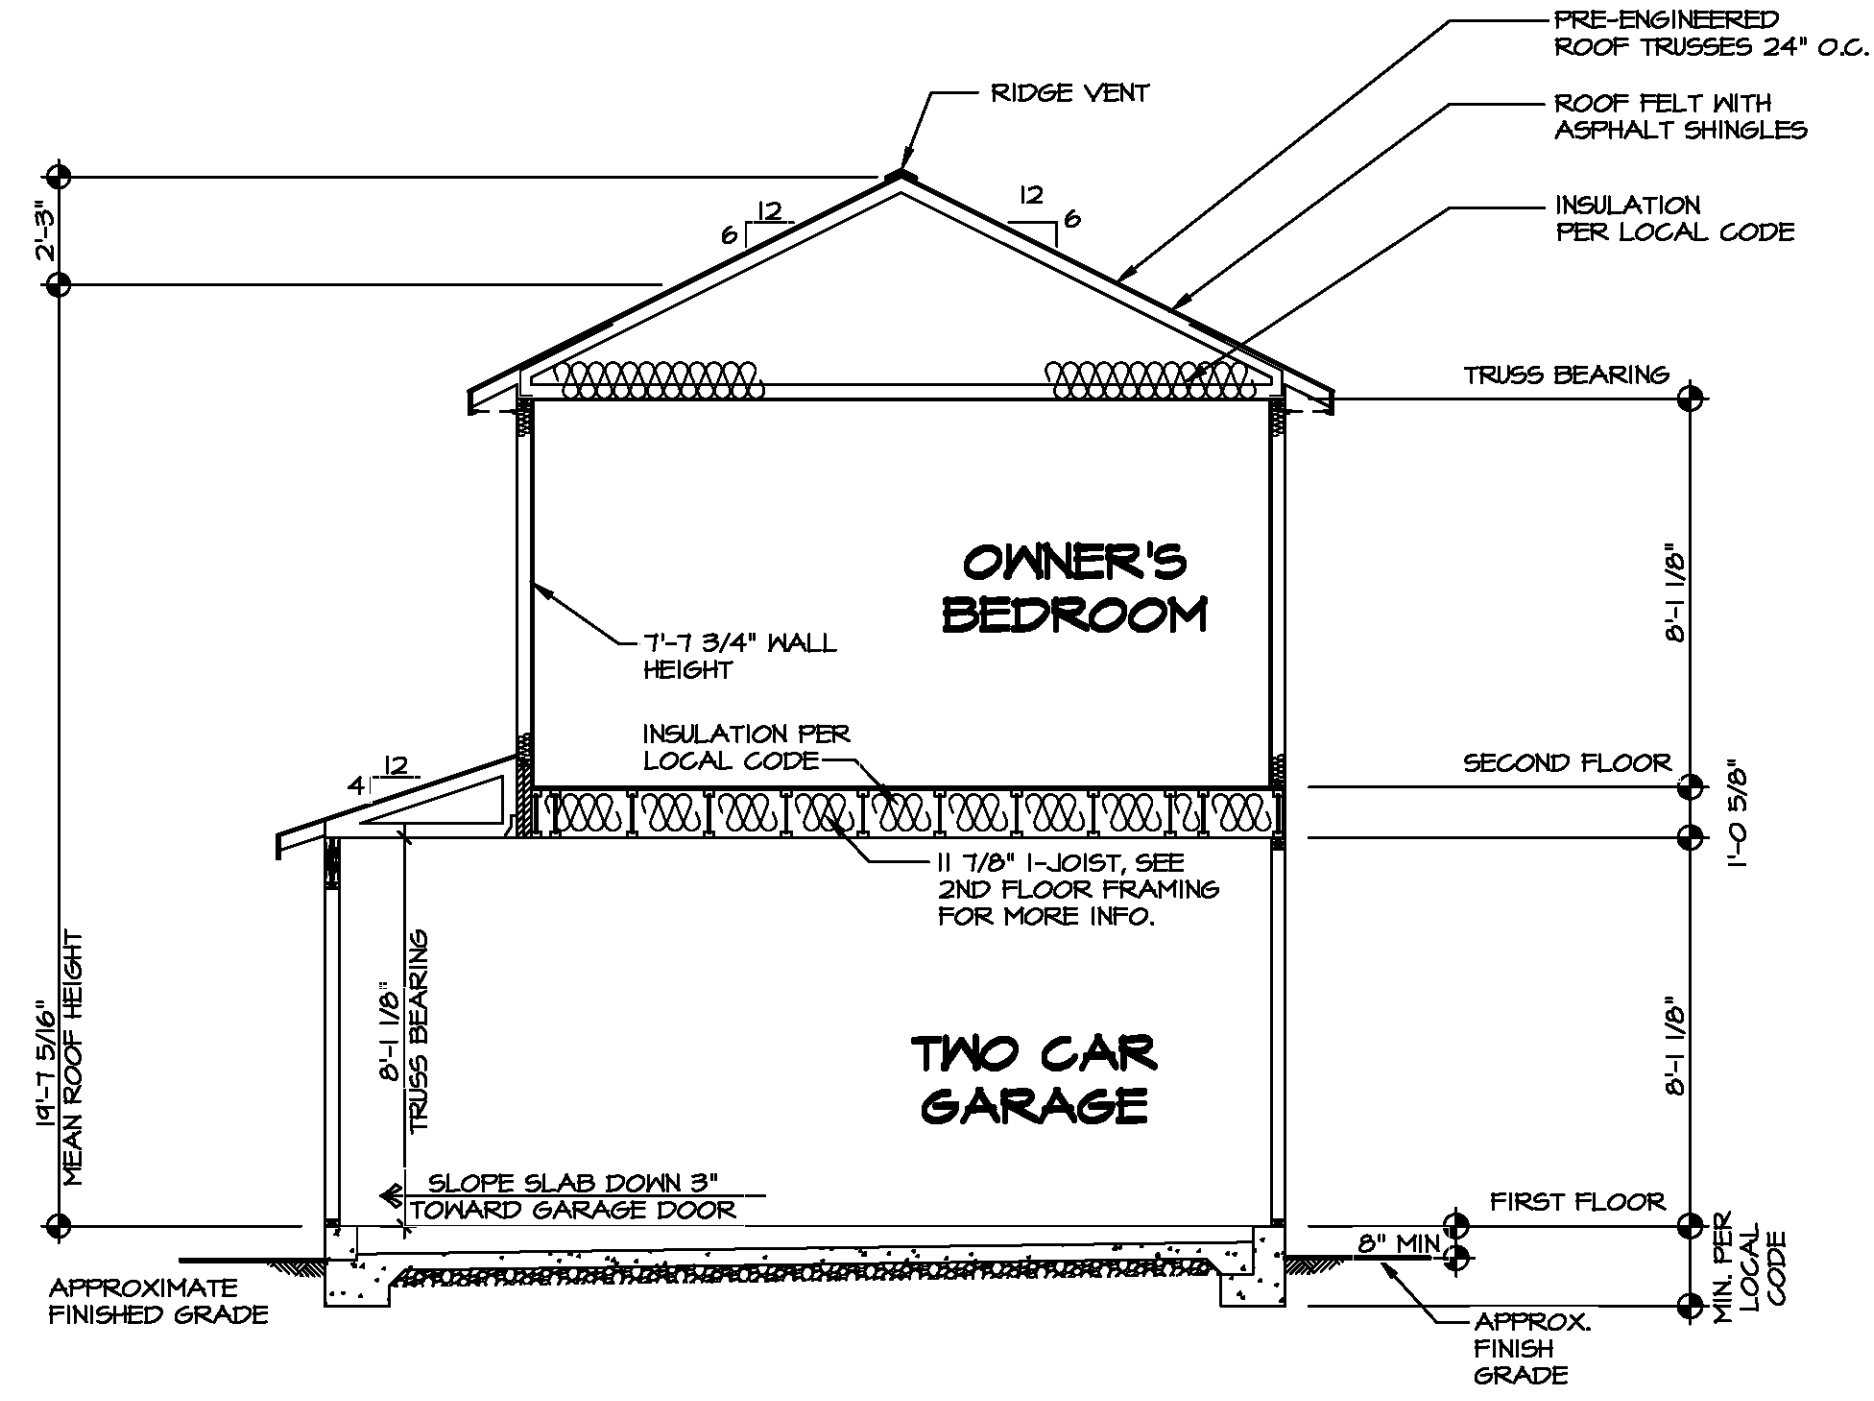 PRE-ENGINEERED
ROOF TRUSSES 24" O.C.
RIDGE VENT
ROOF FELT WITH
ASPHALT SHINGLES
12
6
12
6
INSULATION
PER LOCAL CODE
2'-3"
TRUSS BEARING
OWNER'S
BEDROOM
8'-1 1/8"
7'-7 3/4" WALL
HEIGHT
INSULATION PER
LOCAL CODE
12
4
SECOND FLOOR
1'-0 5/8"
11 7/8" I-JOIST, SEE
2ND FLOOR FRAMING
FOR MORE INFO.
19'-7 5/16"
MEAN ROOF HEIGHT
8'-1 1/8"
TRUSS BEARING
TWO CAR
GARAGE
8'-1 1/8"
SLOPE SLAB DOWN 3"
TOWARD GARAGE DOOR
FIRST FLOOR
8" MIN
MIN. PER
LOCAL
CODE
APPROXIMATE
FINISHED GRADE
APPROX.
FINISH
GRADE